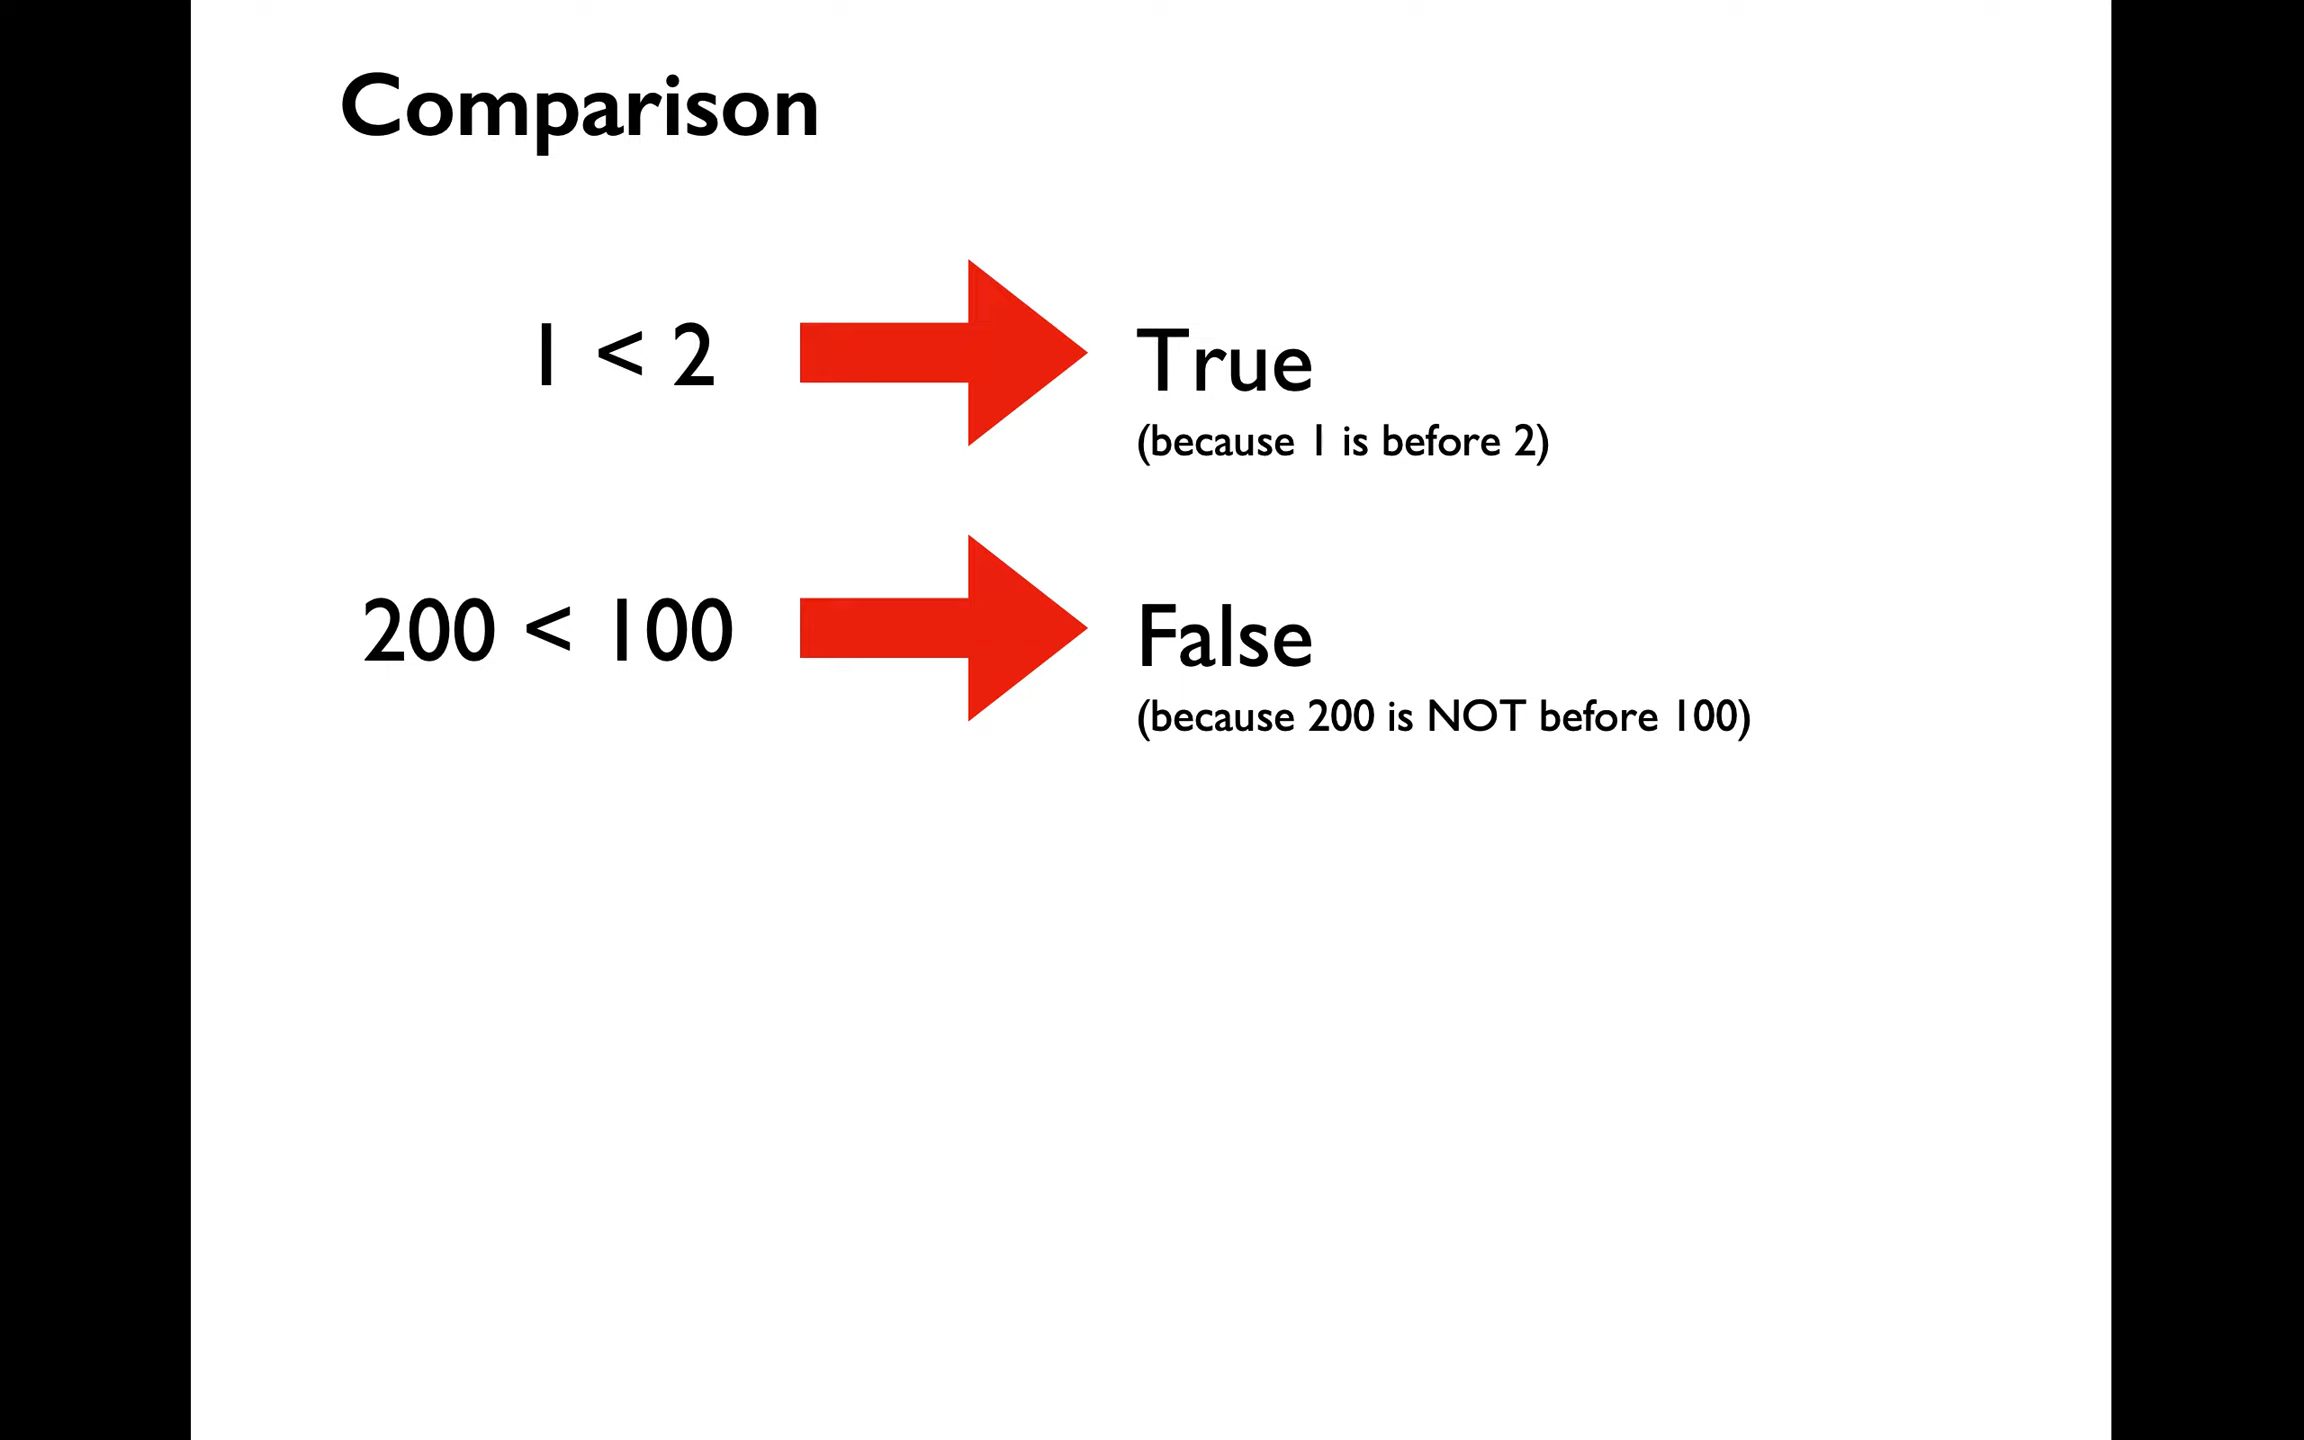 Comparison
1 < 2
True
(because 1 is before 2)
200 < 100
False
(because 200 is NOT before 100)